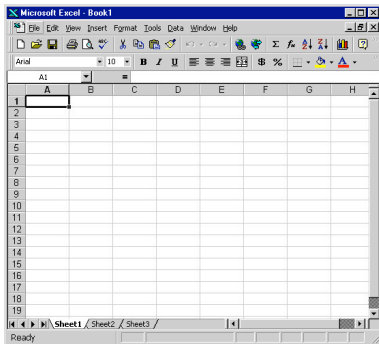 Microsoft Excel - Book1
File Edit View Insert Format Tools Data Window Help
Σ fx
Arial 10 B I U $ %
A1 =
A B C D E F G H
1
2
3
4
5
6
7
8
9
10
11
12
13
14
15
16
17
18
19
Sheet1 Sheet2 Sheet3
Ready